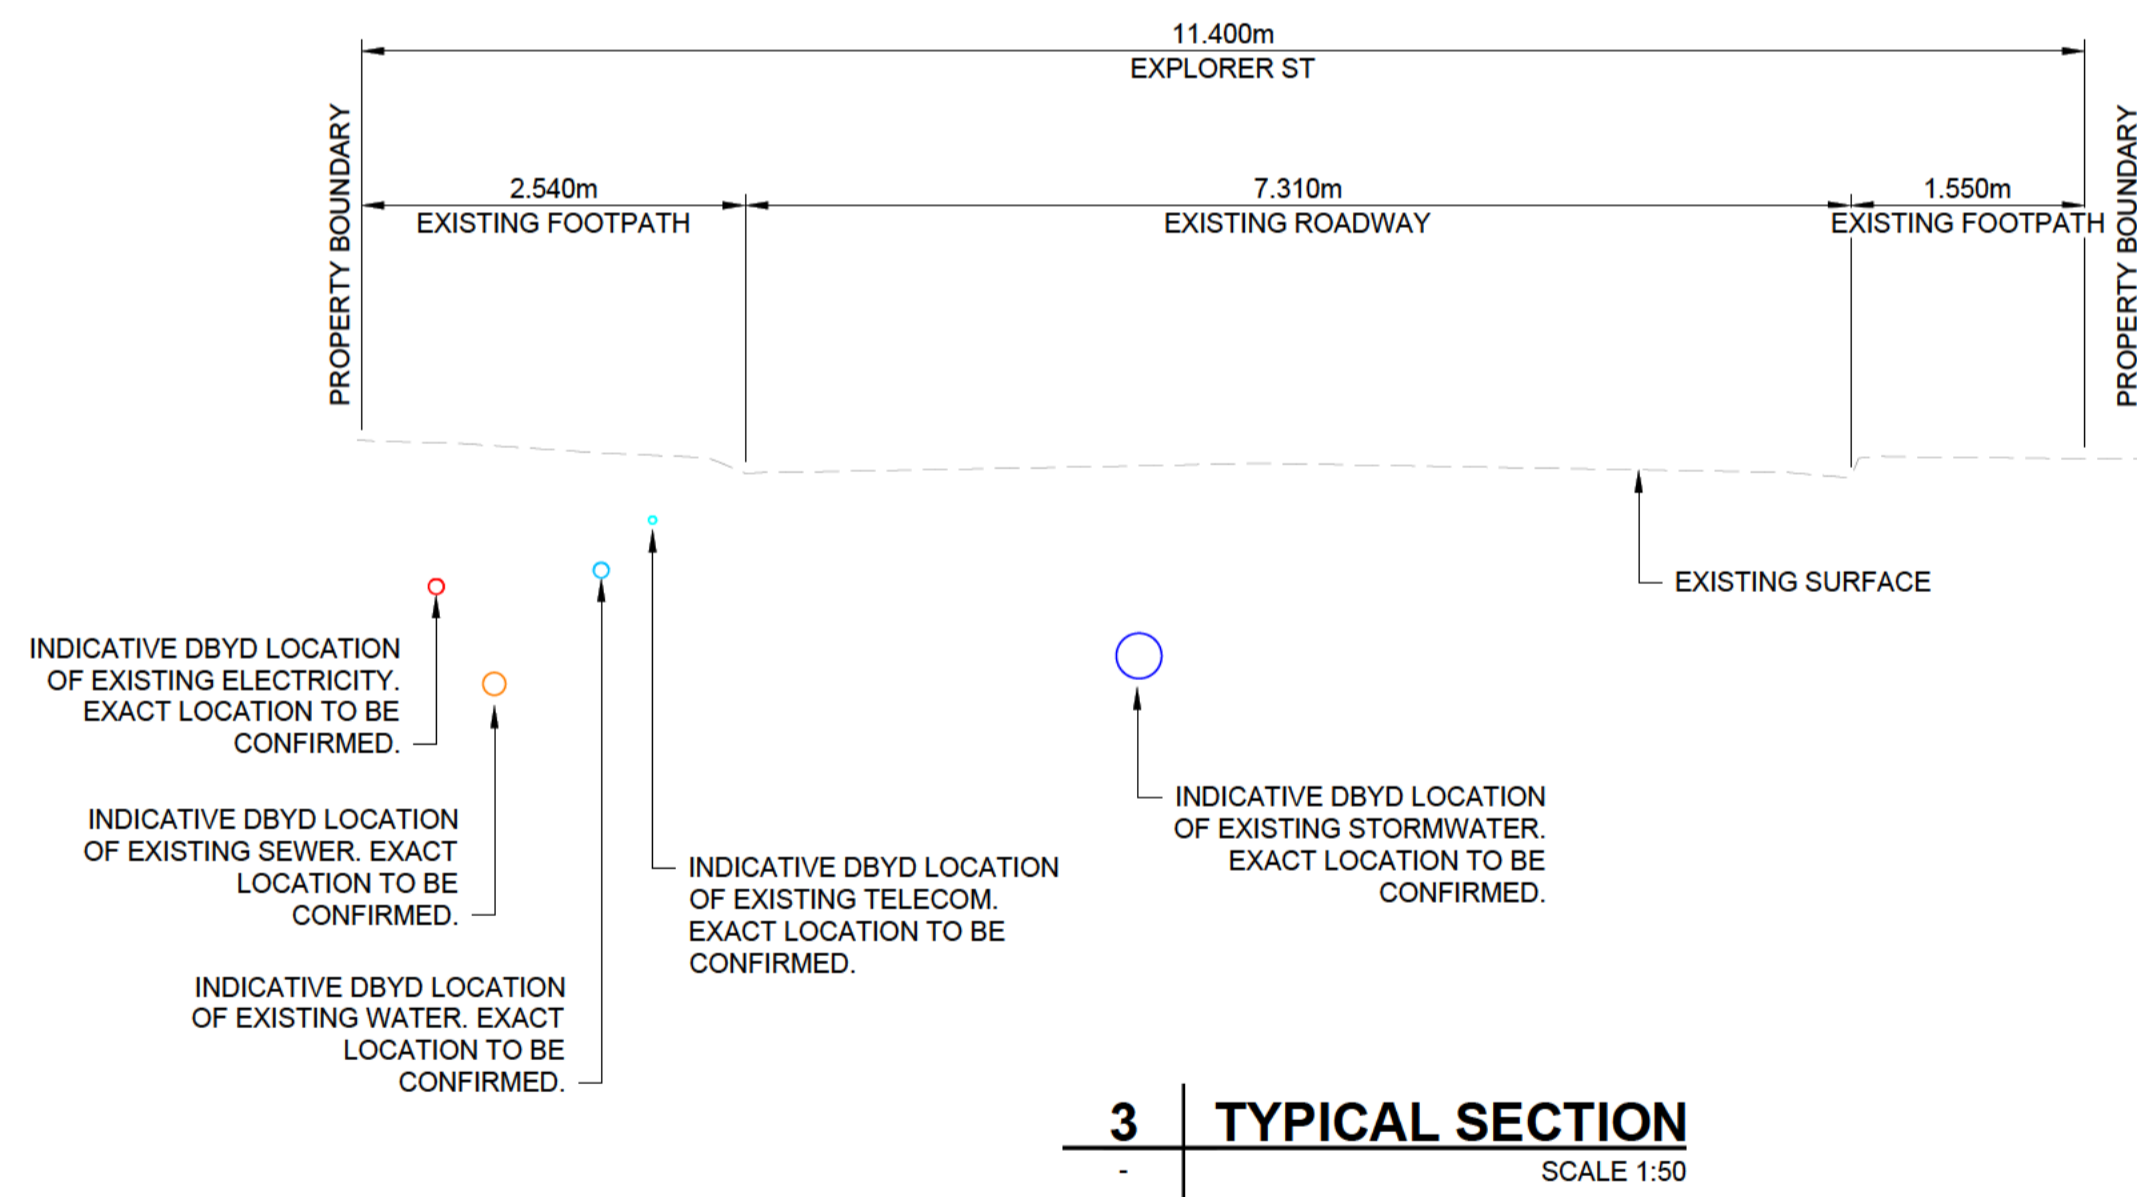 11.400m
EXPLORER ST
PROPERTY BOUNDARY
2.540m
EXISTING FOOTPATH
7.310m
EXISTING ROADWAY
1.550m
EXISTING FOOTPATH
PROPERTY BOUNDARY
EXISTING SURFACE
INDICATIVE DBYD LOCATION
OF EXISTING ELECTRICITY.
EXACT LOCATION TO BE
CONFIRMED.
INDICATIVE DBYD LOCATION
OF EXISTING SEWER. EXACT
LOCATION TO BE
CONFIRMED.
INDICATIVE DBYD LOCATION
OF EXISTING WATER. EXACT
LOCATION TO BE
CONFIRMED.
INDICATIVE DBYD LOCATION
OF EXISTING TELECOM.
EXACT LOCATION TO BE
CONFIRMED.
INDICATIVE DBYD LOCATION
OF EXISTING STORMWATER.
EXACT LOCATION TO BE
CONFIRMED.
3 TYPICAL SECTION
- SCALE 1:50